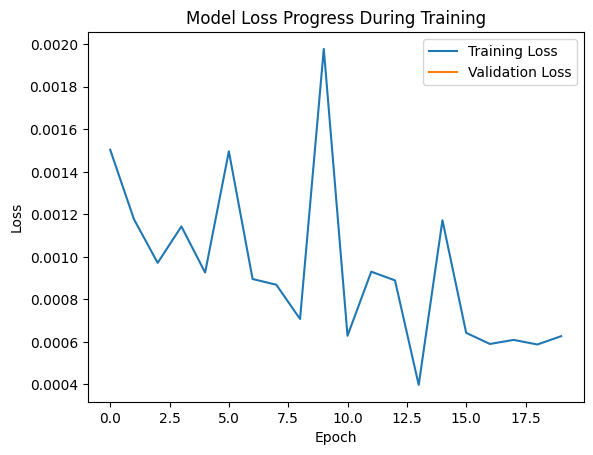 Model Loss Progress During Training
Training Loss
Validation Loss
0.0020
0.0018
0.0016
0.0014
0.0012
0.0010
0.0008
0.0006
0.0004
Loss
0.0 2.5 5.0 7.5 10.0 12.5 15.0 17.5
Epoch